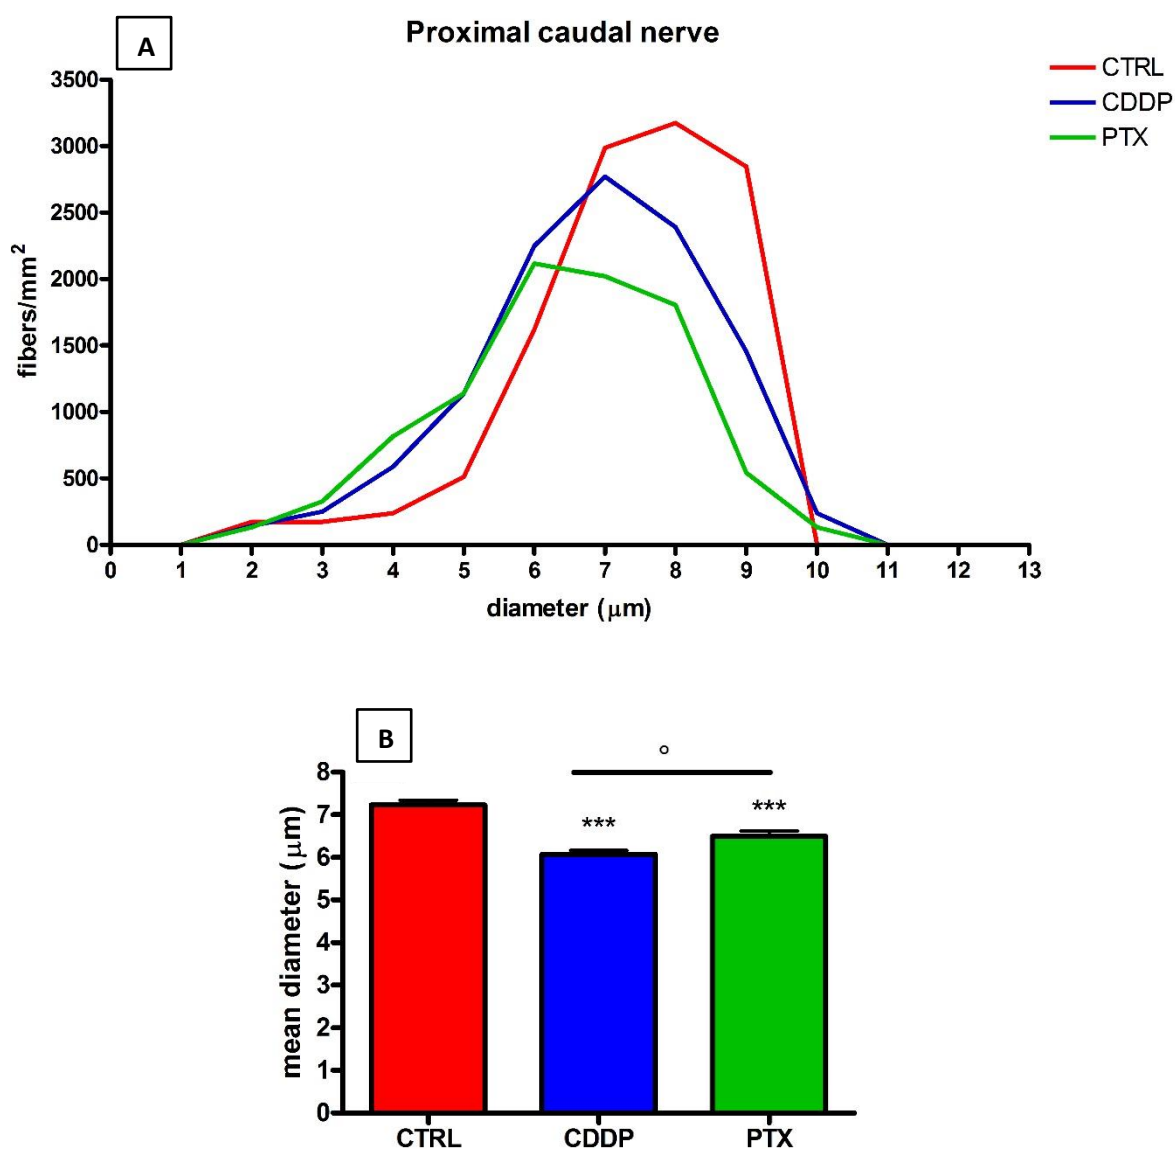 A
Proximal caudal nerve
CTRL
CDDP
PTX
fibers/mm²
3500
3000
2500
2000
1500
1000
500
0
0 1 2 3 4 5 6 7 8 9 10 11 12 13
diameter (μm)
B
°
*** ***
mean diameter (μm)
8
7
6
5
4
3
2
1
0
CTRL CDDP PTX